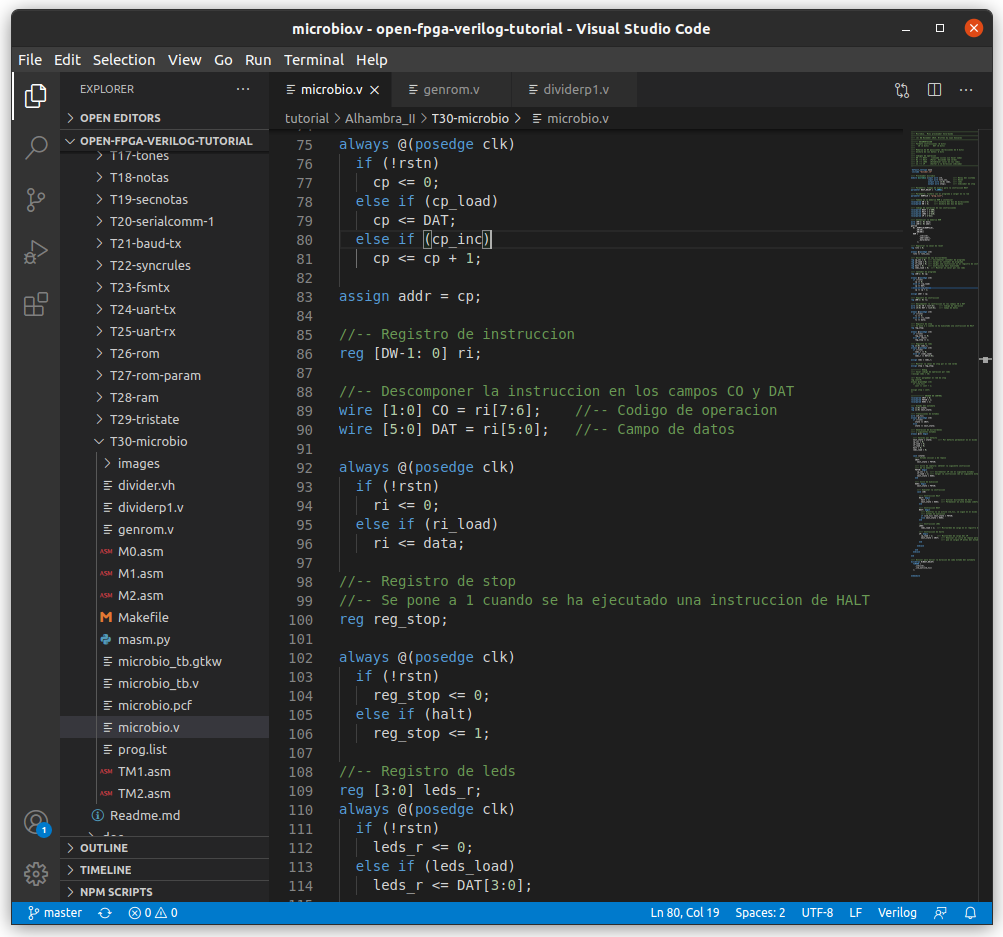 microbio.v - open-fpga-verilog-tutorial - Visual Studio Code
File Edit Selection View Go Run Terminal Help
EXPLORER
OPEN EDITORS
OPEN-FPGA-VERILOG-TUTORIAL
T17-tones
T18-notas
T19-secnotas
T20-serialcomm-1
T21-baud-tx
T22-syncrules
T23-fsmtx
T24-uart-tx
T25-uart-rx
T26-rom
T27-rom-param
T28-ram
T29-tristate
T30-microbio
images
divider.vh
dividerp1.v
genrom.v
ASM M0.asm
ASM M1.asm
ASM M2.asm
Makefile
masm.py
microbio_tb.gtkw
microbio_tb.v
microbio.pcf
microbio.v
prog.list
ASM TM1.asm
ASM TM2.asm
Readme.md
OUTLINE
TIMELINE
NPM SCRIPTS
1
microbio.v genrom.v dividerp1.v
tutorial > Alhambra_II > T30-microbio > microbio.v
75 always @(posedge clk)
76 if (!rstn)
77 cp <= 0;
78 else if (cp_load)
79 cp <= DAT;
80 else if (cp_inc)
81 cp <= cp + 1;
82
83 assign addr = cp;
84
85 //-- Registro de instruccion
86 reg [DW-1: 0] ri;
87
88 //-- Descomponer la instruccion en los campos CO y DAT
89 wire [1:0] CO = ri[7:6]; //-- Codigo de operacion
90 wire [5:0] DAT = ri[5:0]; //-- Campo de datos
91
92 always @(posedge clk)
93 if (!rstn)
94 ri <= 0;
95 else if (ri_load)
96 ri <= data;
97
98 //-- Registro de stop
99 //-- Se pone a 1 cuando se ha ejecutado una instruccion de HALT
100 reg reg_stop;
101
102 always @(posedge clk)
103 if (!rstn)
104 reg_stop <= 0;
105 else if (halt)
106 reg_stop <= 1;
107
108 //-- Registro de leds
109 reg [3:0] leds_r;
110 always @(posedge clk)
111 if (!rstn)
112 leds_r <= 0;
113 else if (leds_load)
114 leds_r <= DAT[3:0];
master 0 0 Ln 80, Col 19 Spaces: 2 UTF-8 LF Verilog